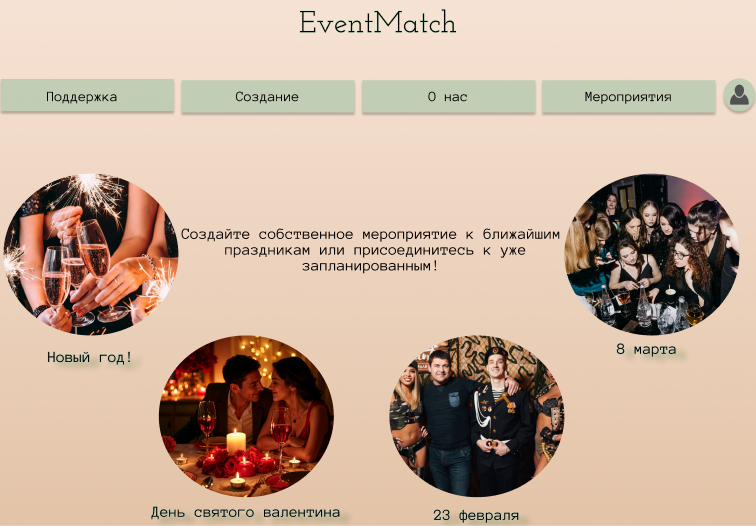 EventMatch
Поддержка
Создание
О нас
Мероприятия
Создайте собственное мероприятие к ближайшим
праздникам или присоединитесь к уже
запланированным!
Новый год!
8 марта
День святого валентина
23 февраля